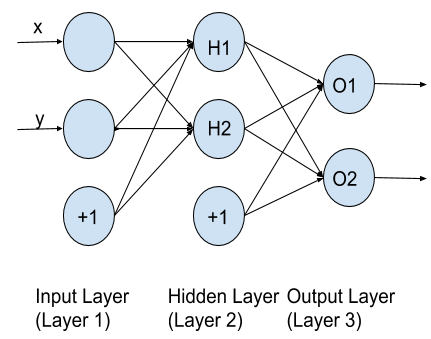 x
H1
O1
y
H2
O2
+1
+1
Input Layer
(Layer 1)
Hidden Layer
(Layer 2)
Output Layer
(Layer 3)